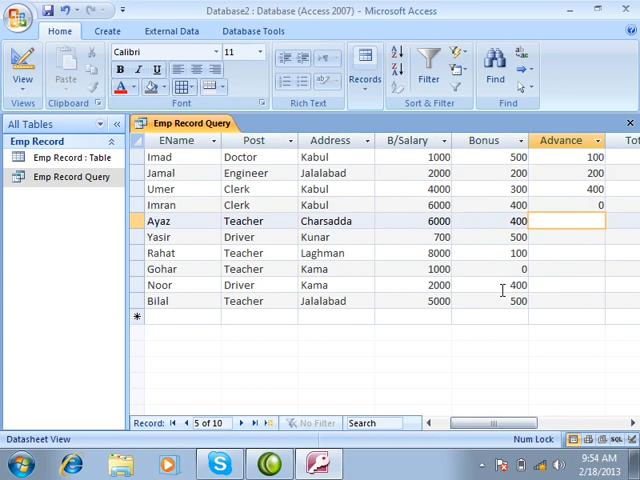 Database2 : Database (Access 2007) - Microsoft Access
Home Create External Data Database Tools
View
Views
Paste
Clipboard
Calibri 11
B I U
A
Font
Rich Text
ab
Records
Filter
Sort & Filter
Find
Find
All Tables
Emp Record
Emp Record : Table
Emp Record Query
Emp Record Query
EName Post Address B/Salary Bonus Advance Tot
Imad Doctor Kabul 1000 500 100
Jamal Engineer Jalalabad 2000 200 200
Umer Clerk Kabul 4000 300 400
Imran Clerk Kabul 6000 400 0
Ayaz Teacher Charsadda 6000 400
Yasir Driver Kunar 700 500
Rahat Teacher Laghman 8000 100
Gohar Teacher Kama 1000 0
Noor Driver Kama 2000 400
Bilal Teacher Jalalabad 5000 500
Record: 5 of 10 No Filter Search
Datasheet View Num Lock SQL
9:54 AM
2/18/2013